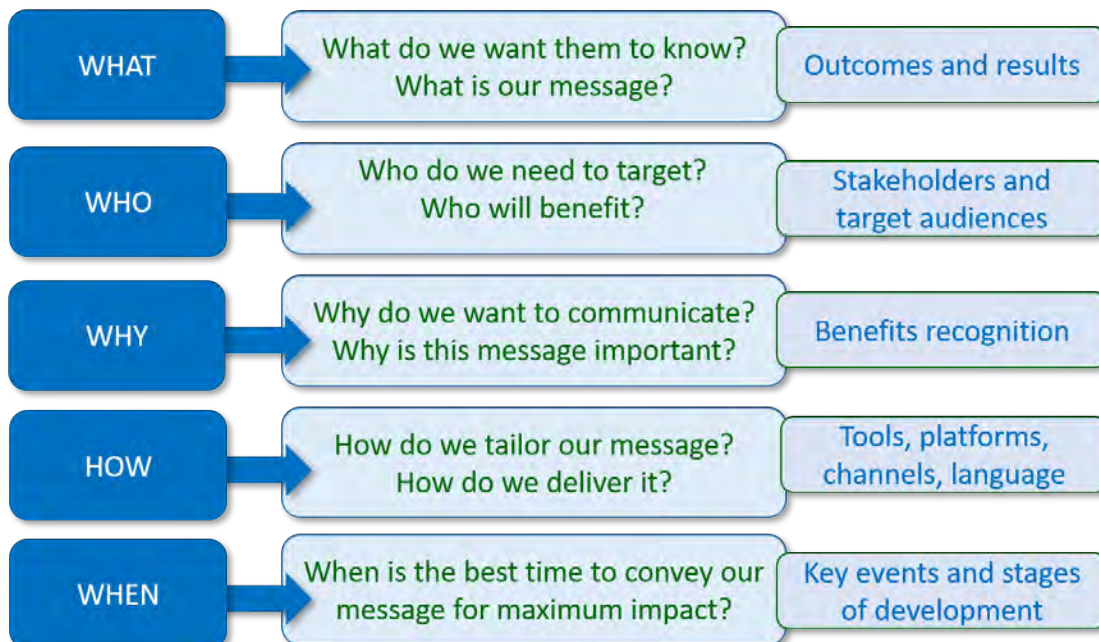 WHAT
What do we want them to know?
What is our message?
Outcomes and results
WHO
Who do we need to target?
Who will benefit?
Stakeholders and
target audiences
WHY
Why do we want to communicate?
Why is this message important?
Benefits recognition
HOW
How do we tailor our message?
How do we deliver it?
Tools, platforms,
channels, language
WHEN
When is the best time to convey our
message for maximum impact?
Key events and stages
of development